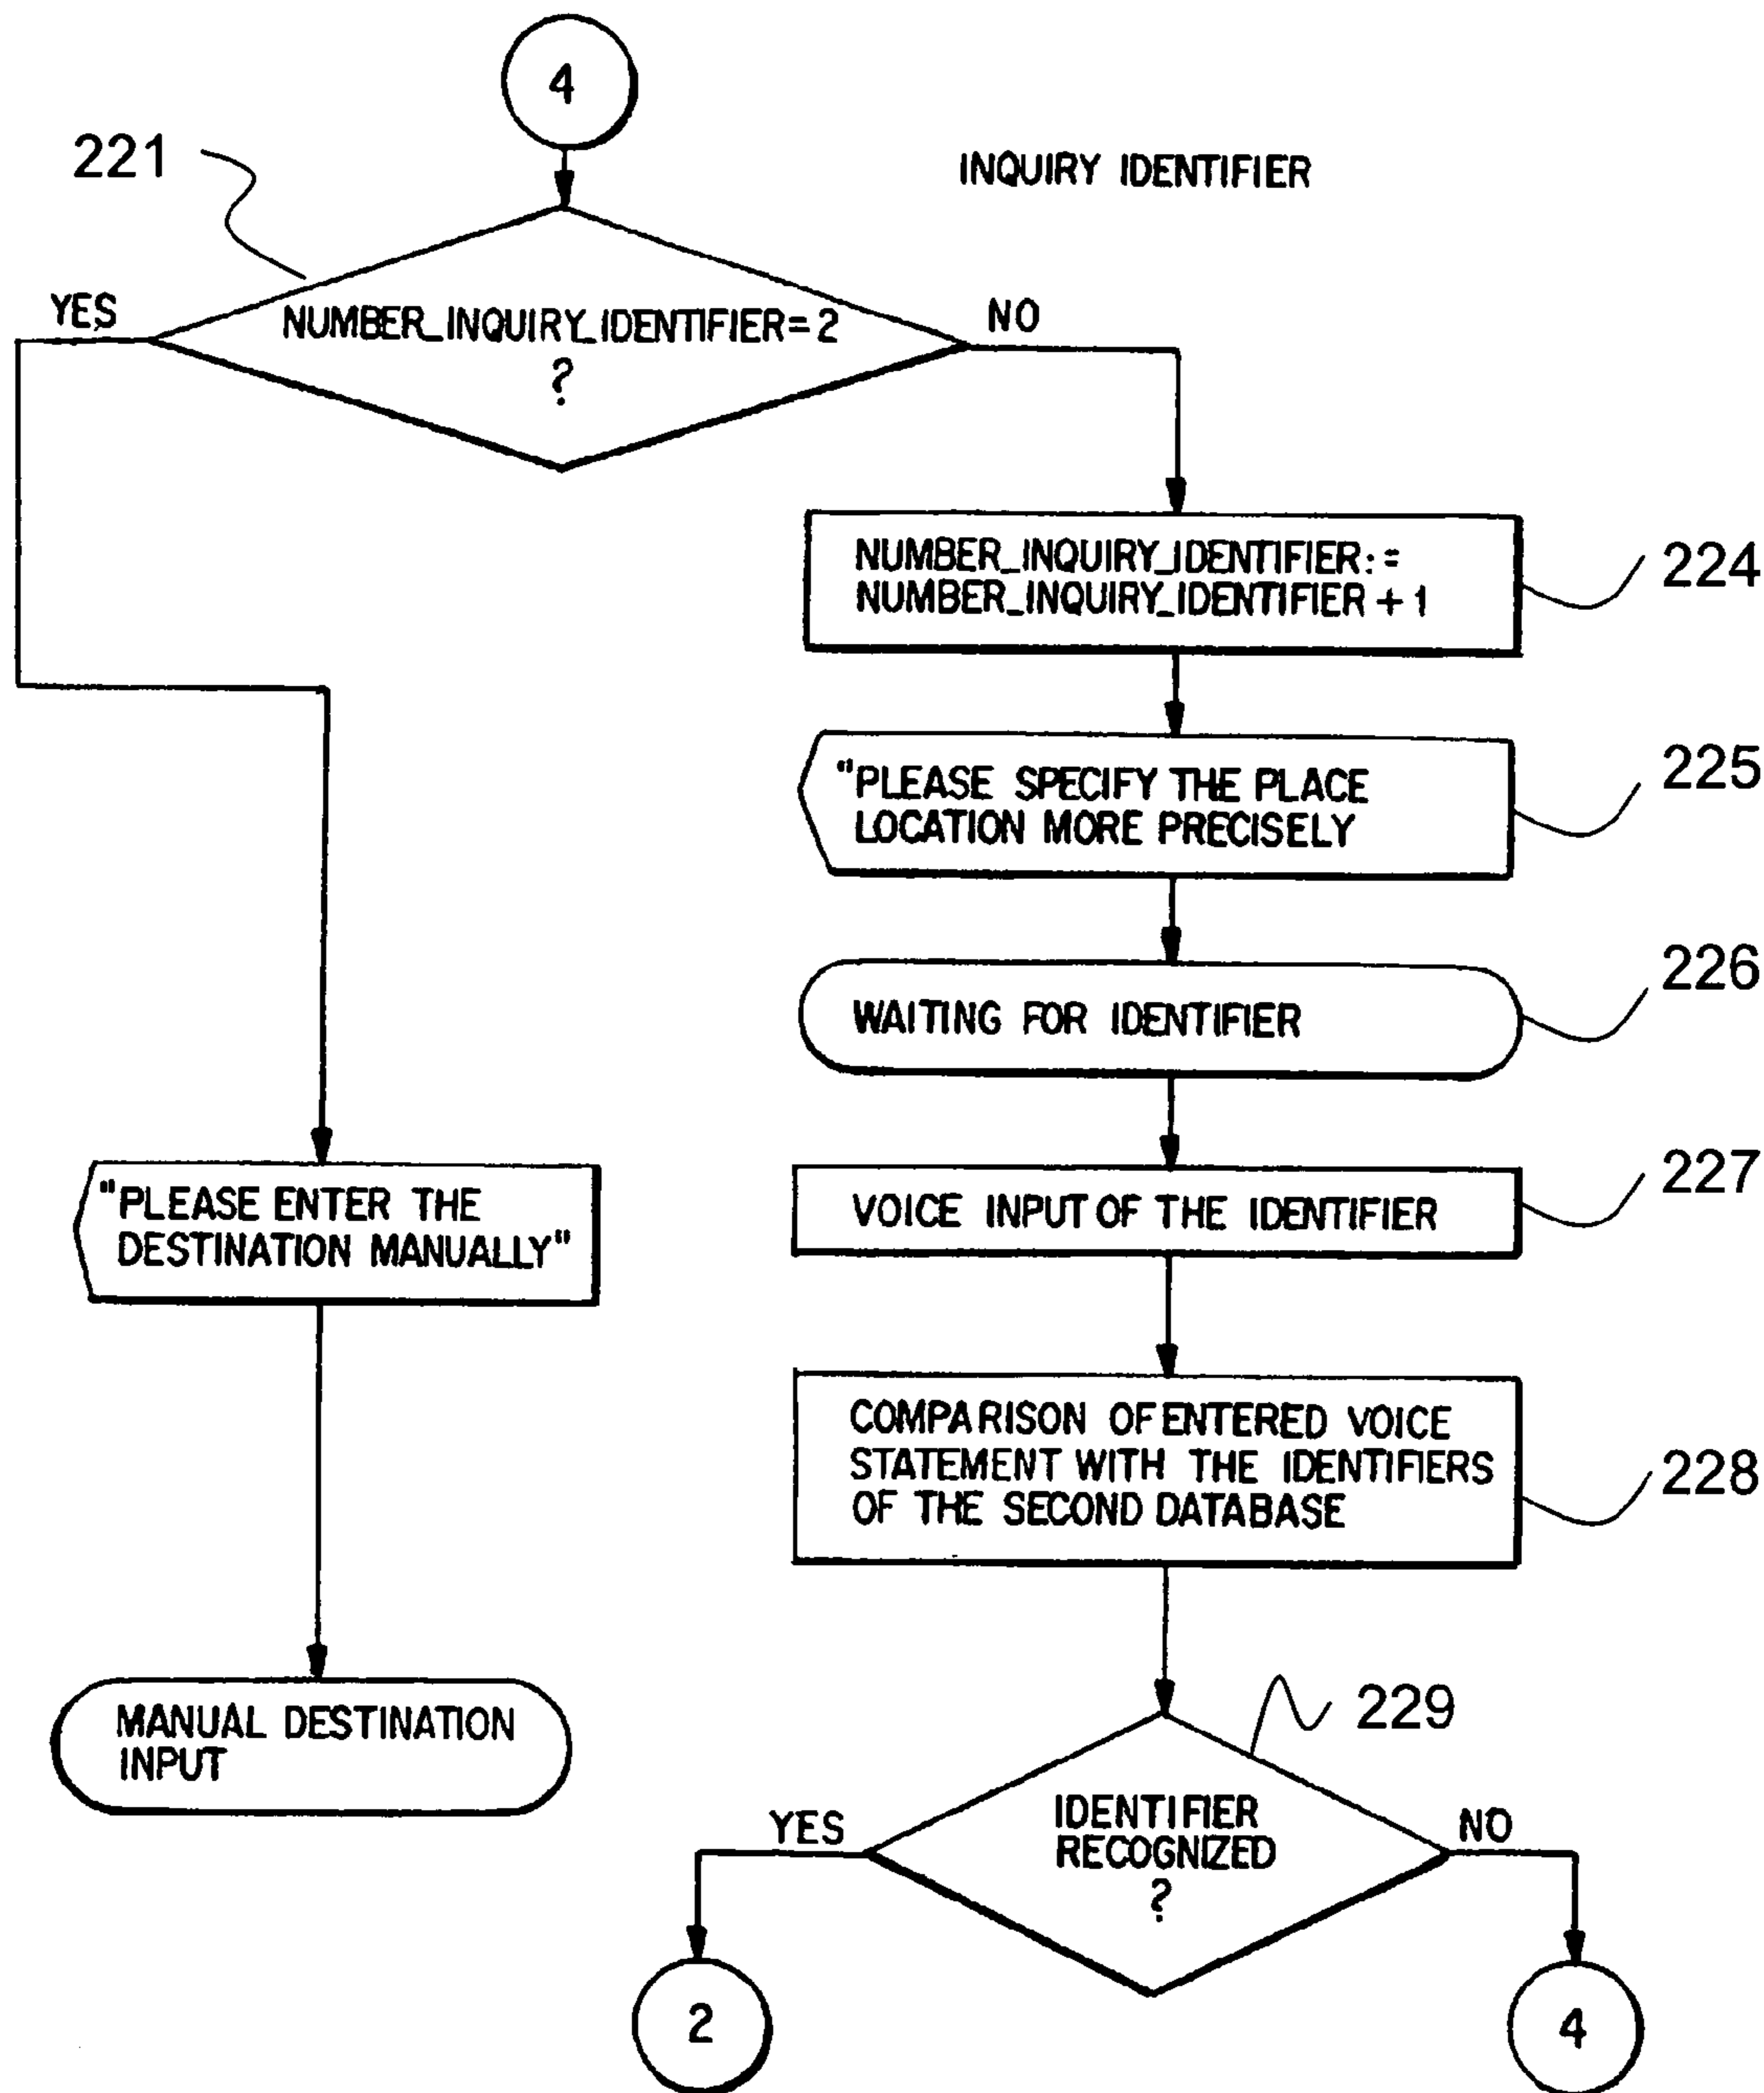 4
221
INQUIRY IDENTIFIER
YES
NUMBER_INQUIRY_IDENTIFIER=2
?
NO
NUMBER_INQUIRY_IDENTIFIER:=
NUMBER_INQUIRY_IDENTIFIER + 1
224
"PLEASE SPECIFY THE PLACE
LOCATION MORE PRECISELY
225
WAITING FOR IDENTIFIER
226
"PLEASE ENTER THE
DESTINATION MANUALLY"
VOICE INPUT OF THE IDENTIFIER
227
COMPARISON OF ENTERED VOICE
STATEMENT WITH THE IDENTIFIERS
OF THE SECOND DATABASE
228
MANUAL DESTINATION
INPUT
229
YES
IDENTIFIER
RECOGNIZED
?
NO
2
4